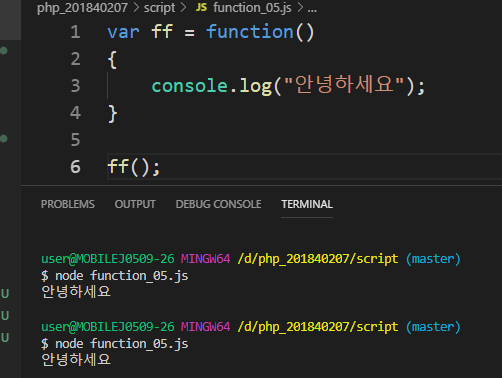 php_201840207 > script > JS function_05.js > ...
1 var ff = function()
2 {
3 console.log("안녕하세요");
4 }
5
6 ff();
PROBLEMS OUTPUT DEBUG CONSOLE TERMINAL
user@MOBILEJ0509-26 MINGW64 /d/php_201840207/script (master)
$ node function_05.js
안녕하세요
U
user@MOBILEJ0509-26 MINGW64 /d/php_201840207/script (master)
U
$ node function_05.js
U
안녕하세요